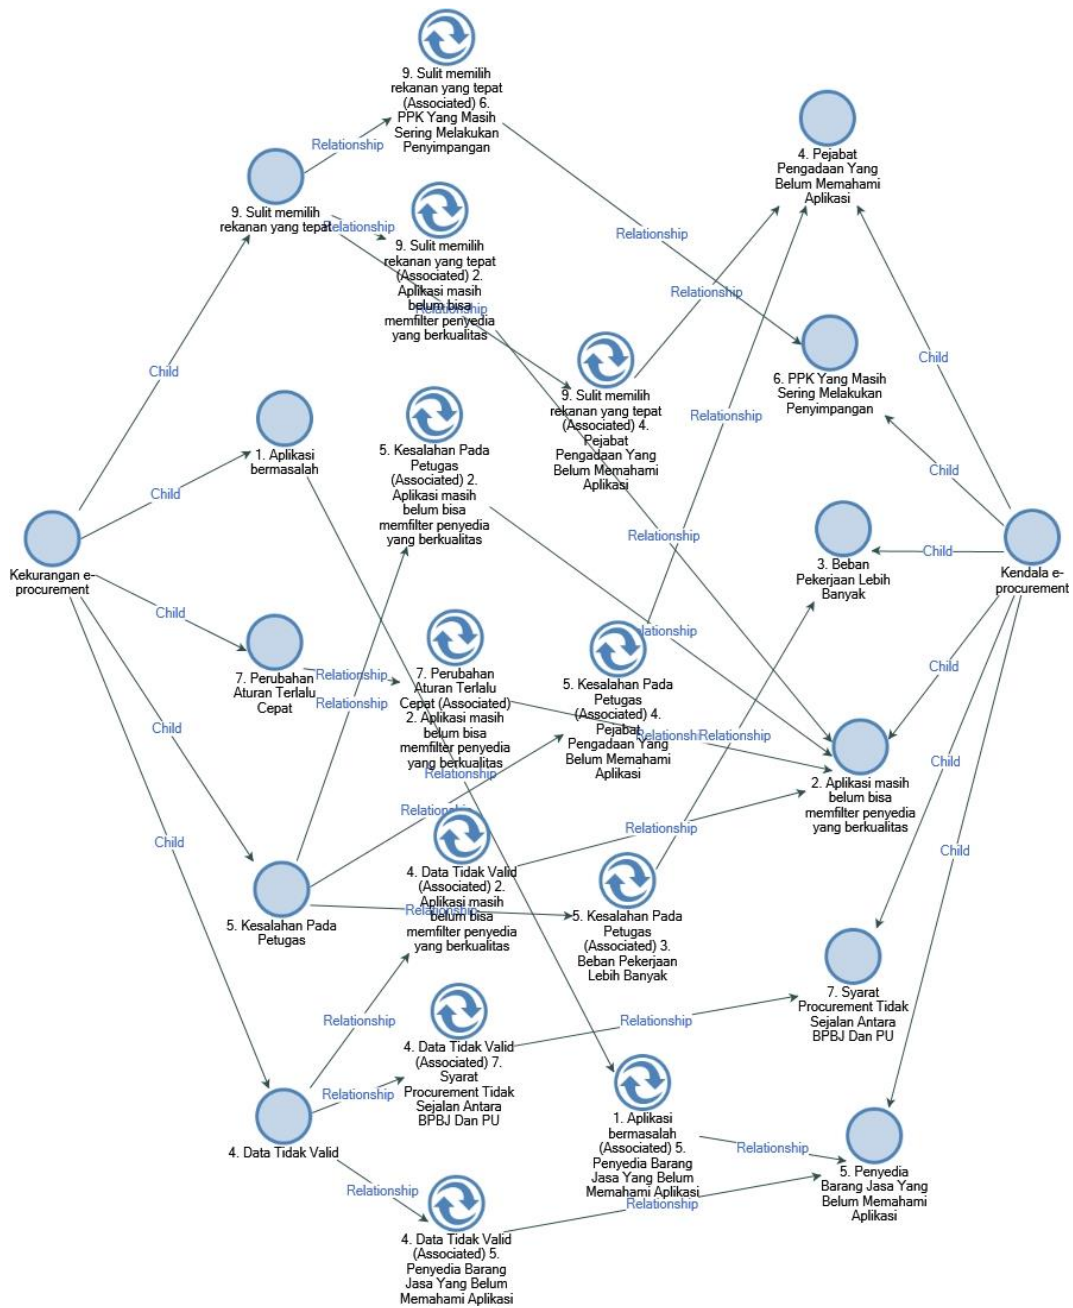 9. Sulit memilih
rekanan yang tepat
(Associated) 6.
PPK Yang Masih
Sering Melakukan
Penyimpangan
Relationship
4. Pejabat
Pengadaan Yang
Belum Memahami
Aplikasi
9. Sulit memilih
rekanan yang tepat
Relationship
9. Sulit memilih
rekanan yang tepat
(Associated) 2.
Aplikasi masih
belum bisa
memfilter penyedia
yang berkualitas
Relationship
Relationship
Relationship
9. Sulit memilih
rekanan yang tepat
(Associated) 4.
Pejabat
Pengadaan Yang
Belum Memahami
Aplikasi
6. PPK Yang Masih
Sering Melakukan
Penyimpangan
Child
Child
Relationship
1. Aplikasi
bermasalah
5. Kesalahan Pada
Petugas
(Associated) 2.
Aplikasi masih
belum bisa
memfilter penyedia
yang berkualitas
Child
Child
Relationship
Kekurangan e-
procurement
3. Beban
Pekerjaan Lebih
Banyak
Child
Kendala e-
procurement
Child
7. Perubahan
Aturan Terlalu
Cepat
Relationship
Relationship
7. Perubahan
Aturan Terlalu
Cepat (Associated)
2. Aplikasi masih
belum bisa
memfilter penyedia
yang berkualitas
Relationship
5. Kesalahan Pada
Petugas
(Associated) 4.
Pejabat
Pengadaan Yang
Belum Memahami
Aplikasi
Relationship
Relationship
Child
Child
Child
Relationship
Relationship
2. Aplikasi masih
belum bisa
memfilter penyedia
yang berkualitas
Child
Relationship
Child
5. Kesalahan Pada
Petugas
4. Data Tidak Valid
(Associated) 2.
Aplikasi masih
belum bisa
memfilter penyedia
yang berkualitas
Relationship
5. Kesalahan Pada
Petugas
(Associated) 3.
Beban Pekerjaan
Lebih Banyak
7. Syarat
Procurement Tidak
Sejalan Antara
BPBJ Dan PU
Relationship
Relationship
4. Data Tidak Valid
(Associated) 7.
Syarat
Procurement Tidak
Sejalan Antara
BPBJ Dan PU
Relationship
4. Data Tidak Valid
1. Aplikasi
bermasalah
(Associated) 5.
Penyedia Barang
Jasa Yang Belum
Memahami Aplikasi
Relationship
5. Penyedia
Barang Jasa Yang
Belum Memahami
Aplikasi
Relationship
Relationship
4. Data Tidak Valid
(Associated) 5.
Penyedia Barang
Jasa Yang Belum
Memahami Aplikasi